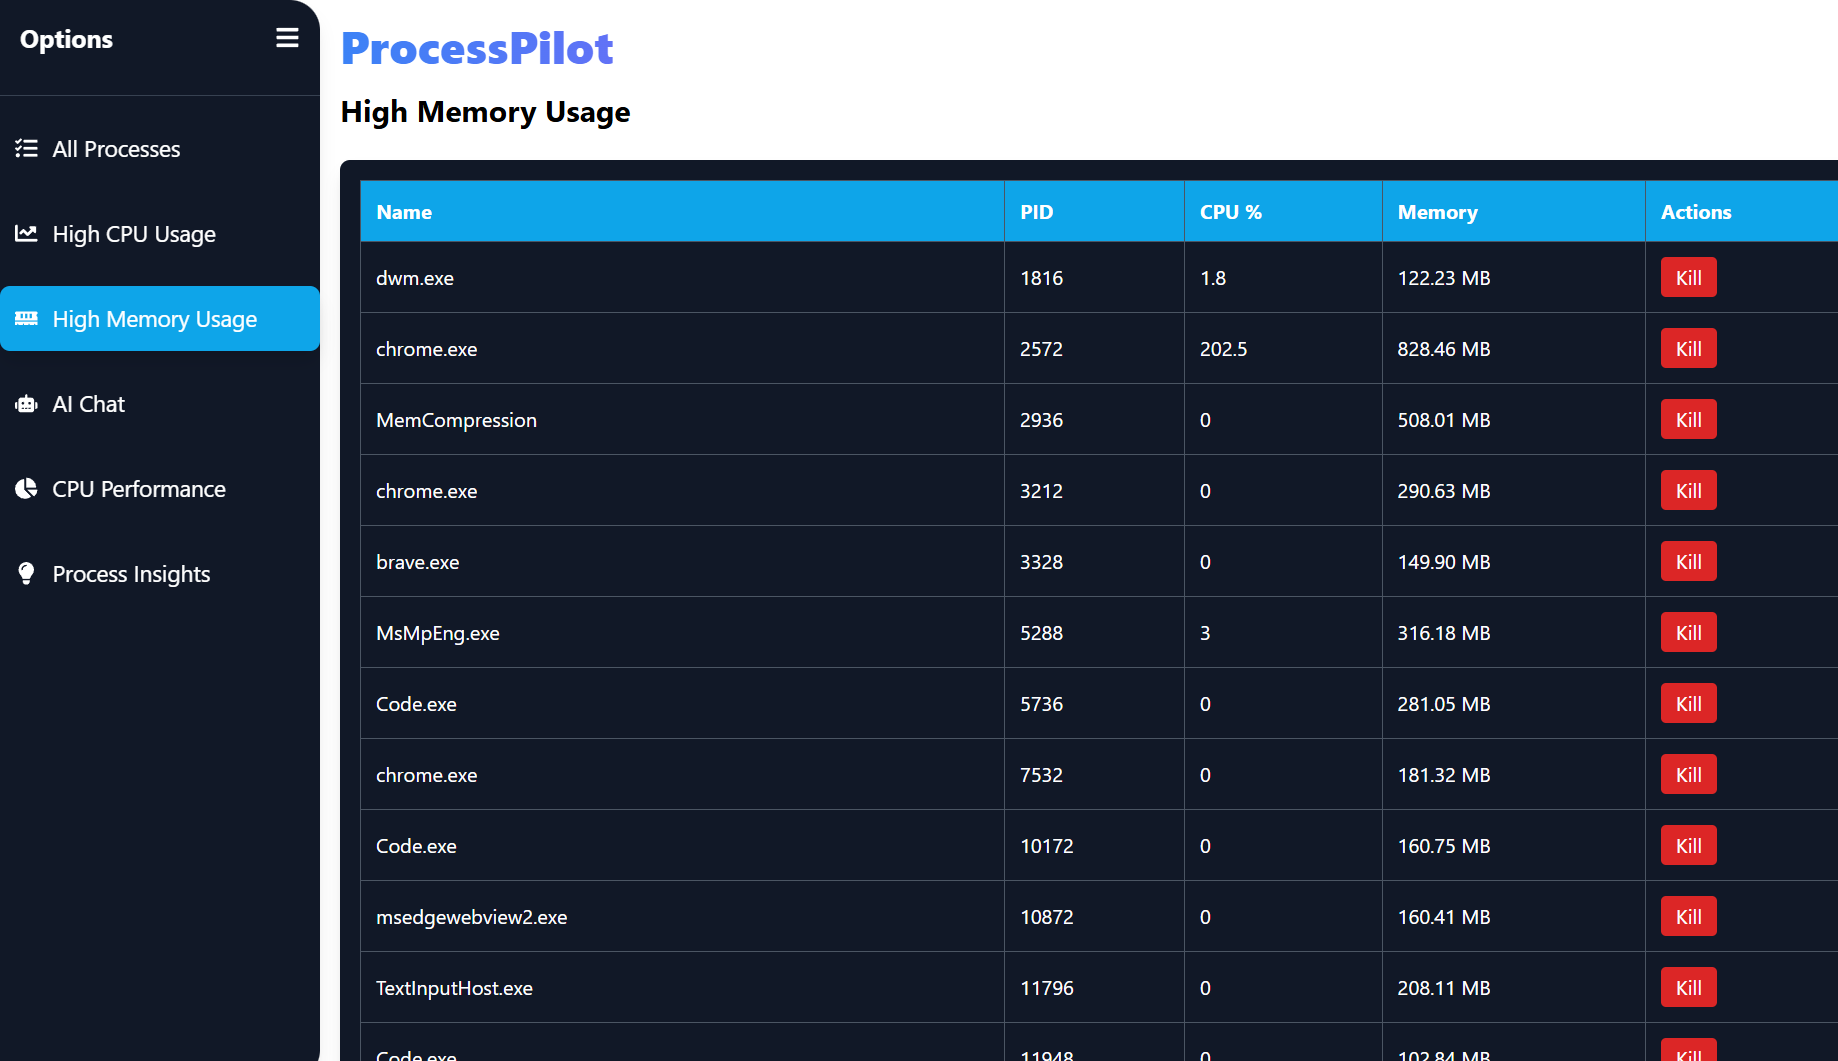 Options
ProcessPilot
High Memory Usage
All Processes
High CPU Usage
High Memory Usage
AI Chat
CPU Performance
Process Insights
Name PID CPU % Memory Actions
dwm.exe 1816 1.8 122.23 MB Kill
chrome.exe 2572 202.5 828.46 MB Kill
MemCompression 2936 0 508.01 MB Kill
chrome.exe 3212 0 290.63 MB Kill
brave.exe 3328 0 149.90 MB Kill
MsMpEng.exe 5288 3 316.18 MB Kill
Code.exe 5736 0 281.05 MB Kill
chrome.exe 7532 0 181.32 MB Kill
Code.exe 10172 0 160.75 MB Kill
msedgewebview2.exe 10872 0 160.41 MB Kill
TextInputHost.exe 11796 0 208.11 MB Kill
Code.exe 11948 0 102.84 MB Kill